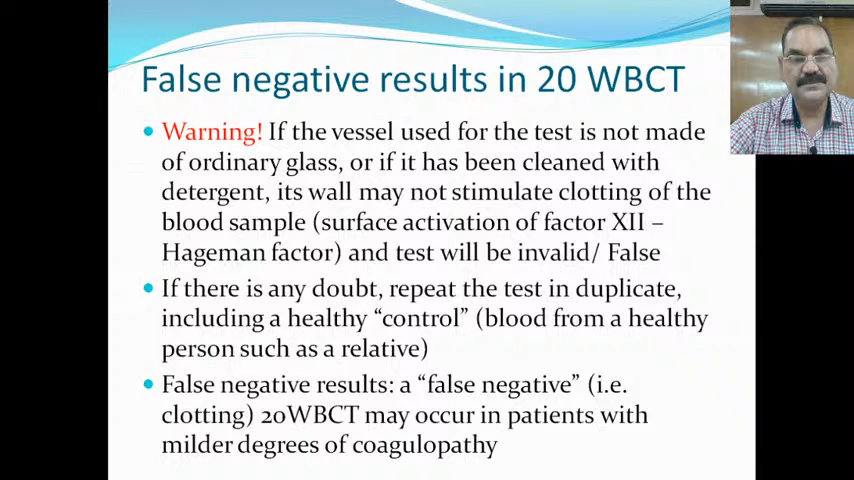 False negative results in 20 WBCT
Warning! If the vessel used for the test is not made
of ordinary glass, or if it has been cleaned with
detergent, its wall may not stimulate clotting of the
blood sample (surface activation of factor XII –
Hageman factor) and test will be invalid/ False
If there is any doubt, repeat the test in duplicate,
including a healthy “control” (blood from a healthy
person such as a relative)
False negative results: a “false negative” (i.e.
clotting) 20WBCT may occur in patients with
milder degrees of coagulopathy